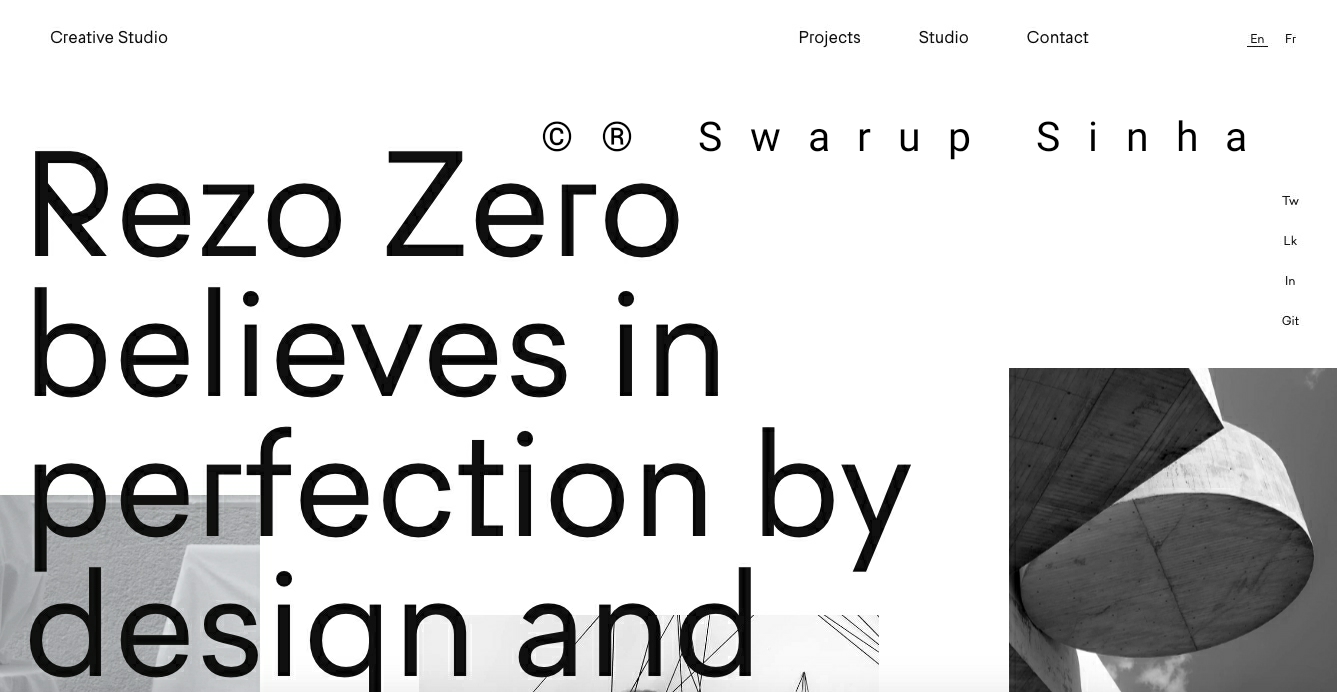 Creative Studio
Projects Studio Contact En Fr
© ® Swarup Sinha
Rezo Zero
believes in
perfection by
design and
Tw
Lk
In
Git